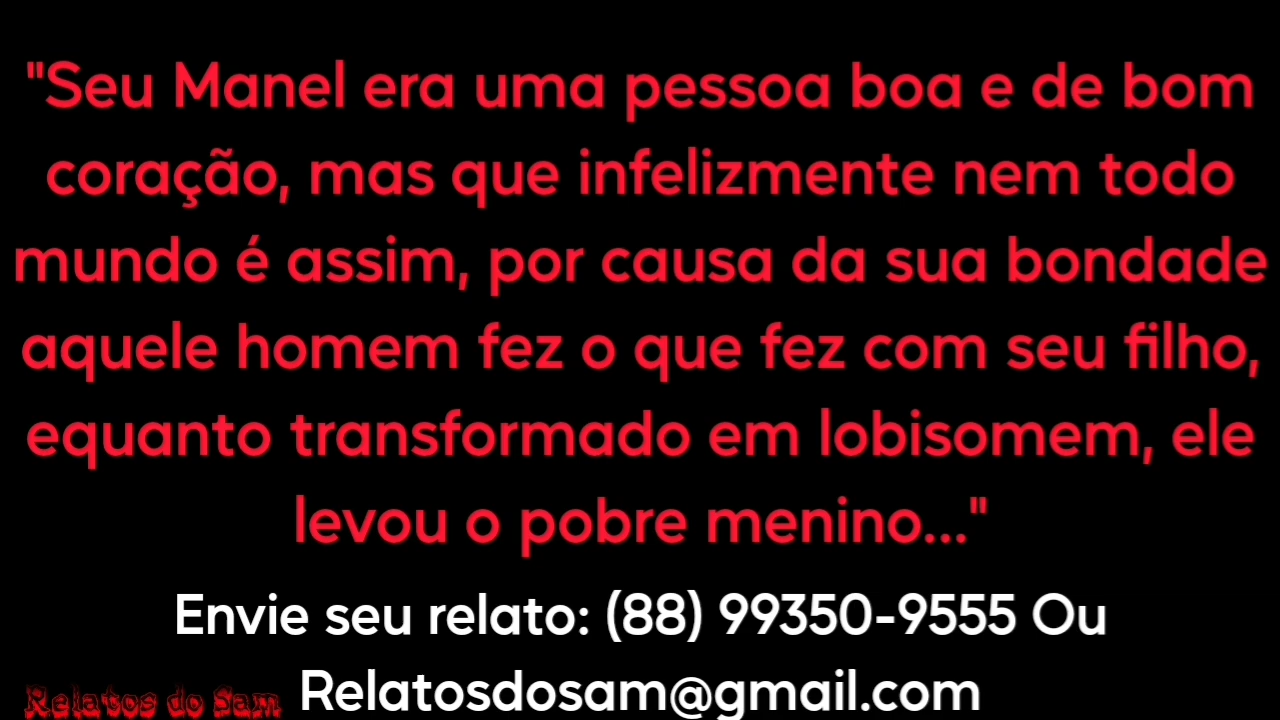 "Seu Manel era uma pessoa boa e de bom
coração, mas que infelizmente nem todo
mundo é assim, por causa da sua bondade
aquele homem fez o que fez com seu filho,
equanto transformado em lobisomem, ele
levou o pobre menino..."
Envie seu relato: (88) 99350-9555 Ou
Relatosdosam@gmail.com
Relatos do Sam